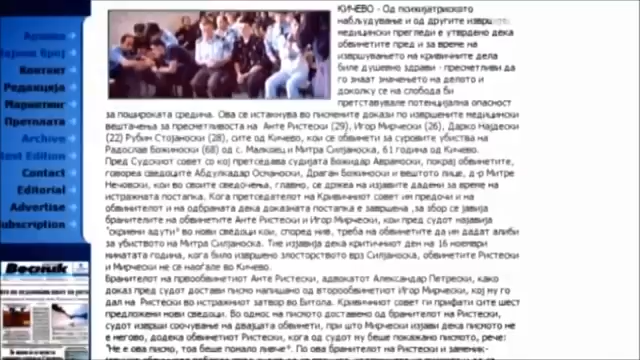 Архива
Контакт
Редакција
Маркетинг
Претплата
Archive
Contact
Editorial
Advertise
Subscription
Весник
КИЧЕВО - Од психијатриското
набљудување и од другите
медицински прегледи е утврдено дека
обвинетите пред и за време на
извршувањето на кривичните дела
биле душевно здрави - пресметливи да
го знаат значењето на делото и
доколку се на слобода би
претставувале потенцијална опасност
за пошироката средина. Ова се истакнува во писмените докази по извршените медицински
вештачења за пресметливоста на Анте Ристески (29), Игор Мирчески (26), Дарко Најдески
(22) Рубин Стојаноски (28), сите од Кичево, кои се обвинети за суровите убиства на
Радослав Божиноски (68) од с. Малкоец и Митра Силјаноска, 61 година од Кичево.
Пред Судскиот совет со кој претседава судијата Божидар Аврамоски, покрај обвинетите,
говореа сведоците Абдулкадар Османоски, Драган Божиноски и вештото лице, д-р Митре
Нечовски, кои во своите сведочења, главно, се држеа на изјавите дадени за време на
истражната постапка. Кога претседателот на Кривичниот совет им предочи и на
обвинителот и на одбраната дека доказната постапка е завршена ,за збор се јавија
бранителите на обвинетите Анте Ристески и Игор Мирчески, кои пред судот најавија
"скриени адути" во нови сведоци кои, според нив, треба на обвинетите да им дадат алиби
за убиството на Митра Силјаноска. Тие изјавија дека критичниот ден на 16 ноември
минатата година, кога било извршено злосторството врз Силјаноска, обвинетите Ристески
и Мирчески не се наоѓале во Кичево.
Бранителот на првообвинетиот Анте Ристески, адвокатот Александар Петрески, како
доказ пред судот достави писмо напишано од второобвинетиот Игор Мирчески, кој му го
дал на Ристески во истражниот затвор во Битола. Кривичниот совет ги прифати сите шест
предложени нови сведоци. Во однос на писмото доставено од бранителот на Ристески,
судот изврши соочување на двајцата обвинети, при што Мирчески изјави дека писмото не
е негово, додека обвинетиот Ристески, кога од судот му беше покажано писмото, рече:
"Не е ова писмо, тоа беше понапред". По ова бранителот на Ристески и заменик -